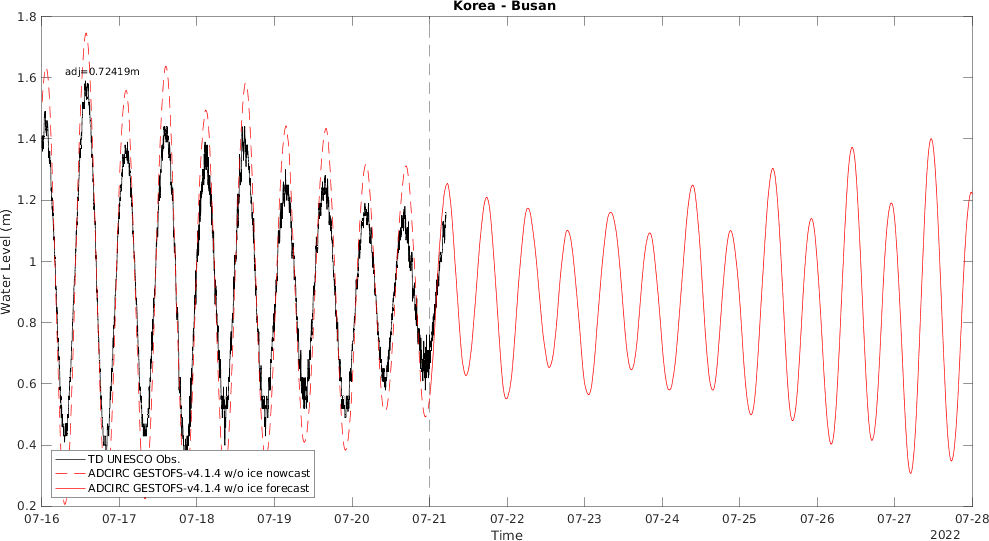 Korea - Busan
1.8
1.6
1.4
1.2
1
0.8
0.6
0.4
0.2
Water Level (m)
adj=0.72419m
TD UNESCO Obs.
ADCIRC GESTOFS-v4.1.4 w/o ice nowcast
ADCIRC GESTOFS-v4.1.4 w/o ice forecast
07-16 07-17 07-18 07-19 07-20 07-21 07-22 07-23 07-24 07-25 07-26 07-27 07-28
Time
2022